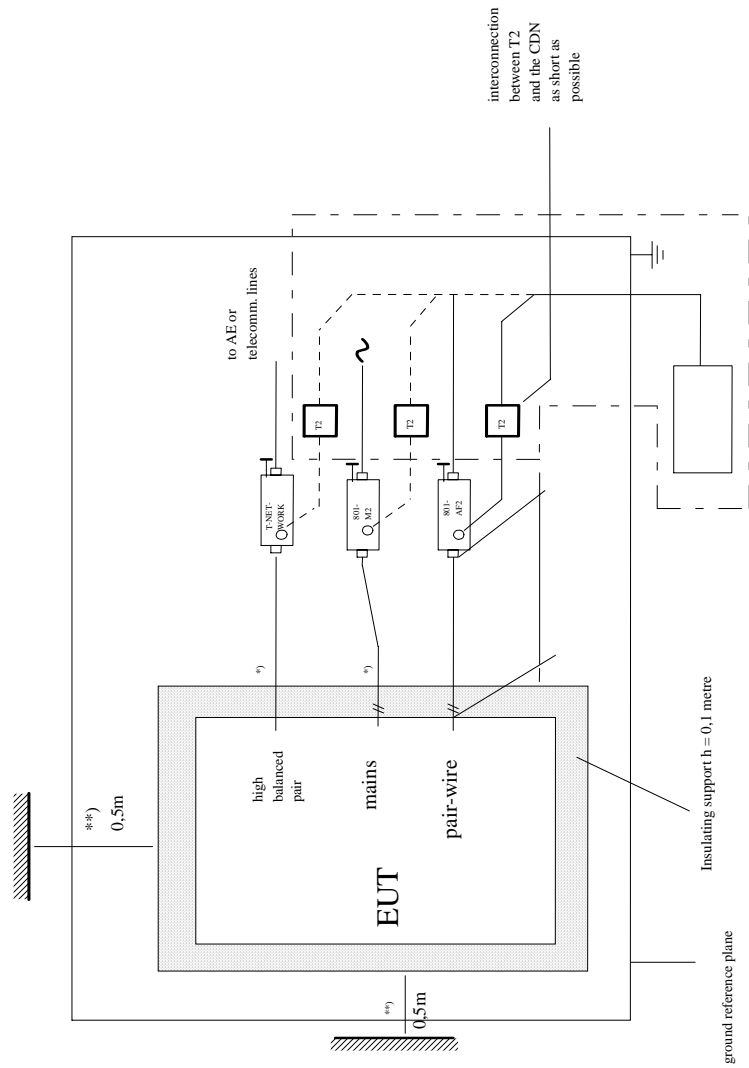 interconnection
between T2
and the CDN
as short as
possible
to AE or
telecomm. lines
T2
T2
T2
T-NET-
WORK
801-
M2
801-
AF2
*)
*)
high
balanced
pair
mains
pair-wire
EUT
**)
0,5m
**)
0,5m
Insulating support h = 0,1 metre
ground reference plane